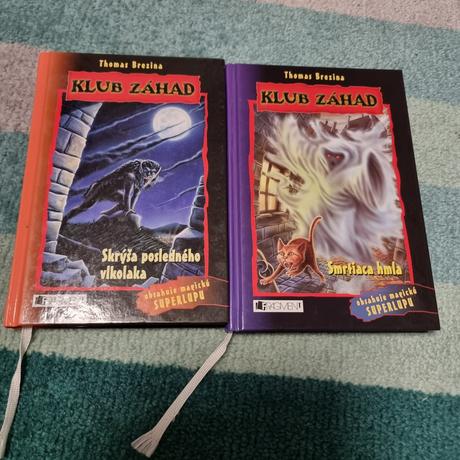 Thomas Brezina
KLUB ZÁHAD
Skrýša posledného
vlkolaka
FRAGMENT
obsahuje magickú
SUPERLUPU
Thomas Brezina
KLUB ZÁHAD
Smrtiaca hmla
FRAGMENT
obsahuje magickú
SUPERLUPU